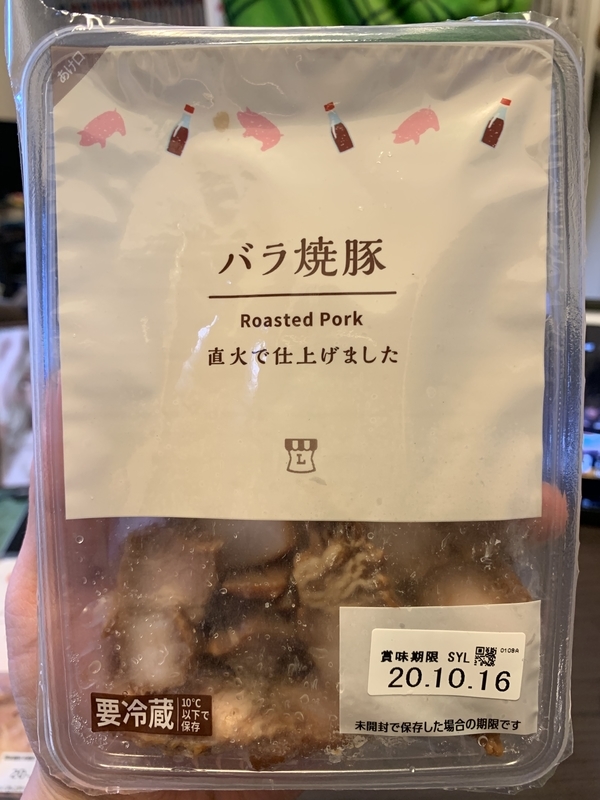 あけ口
バラ焼豚
Roasted Pork
直火で仕上げました
L
賞味期限 SYL 0109A
20.10.16
未開封で保存した場合の期限です
要冷蔵
10℃
以下で
保存